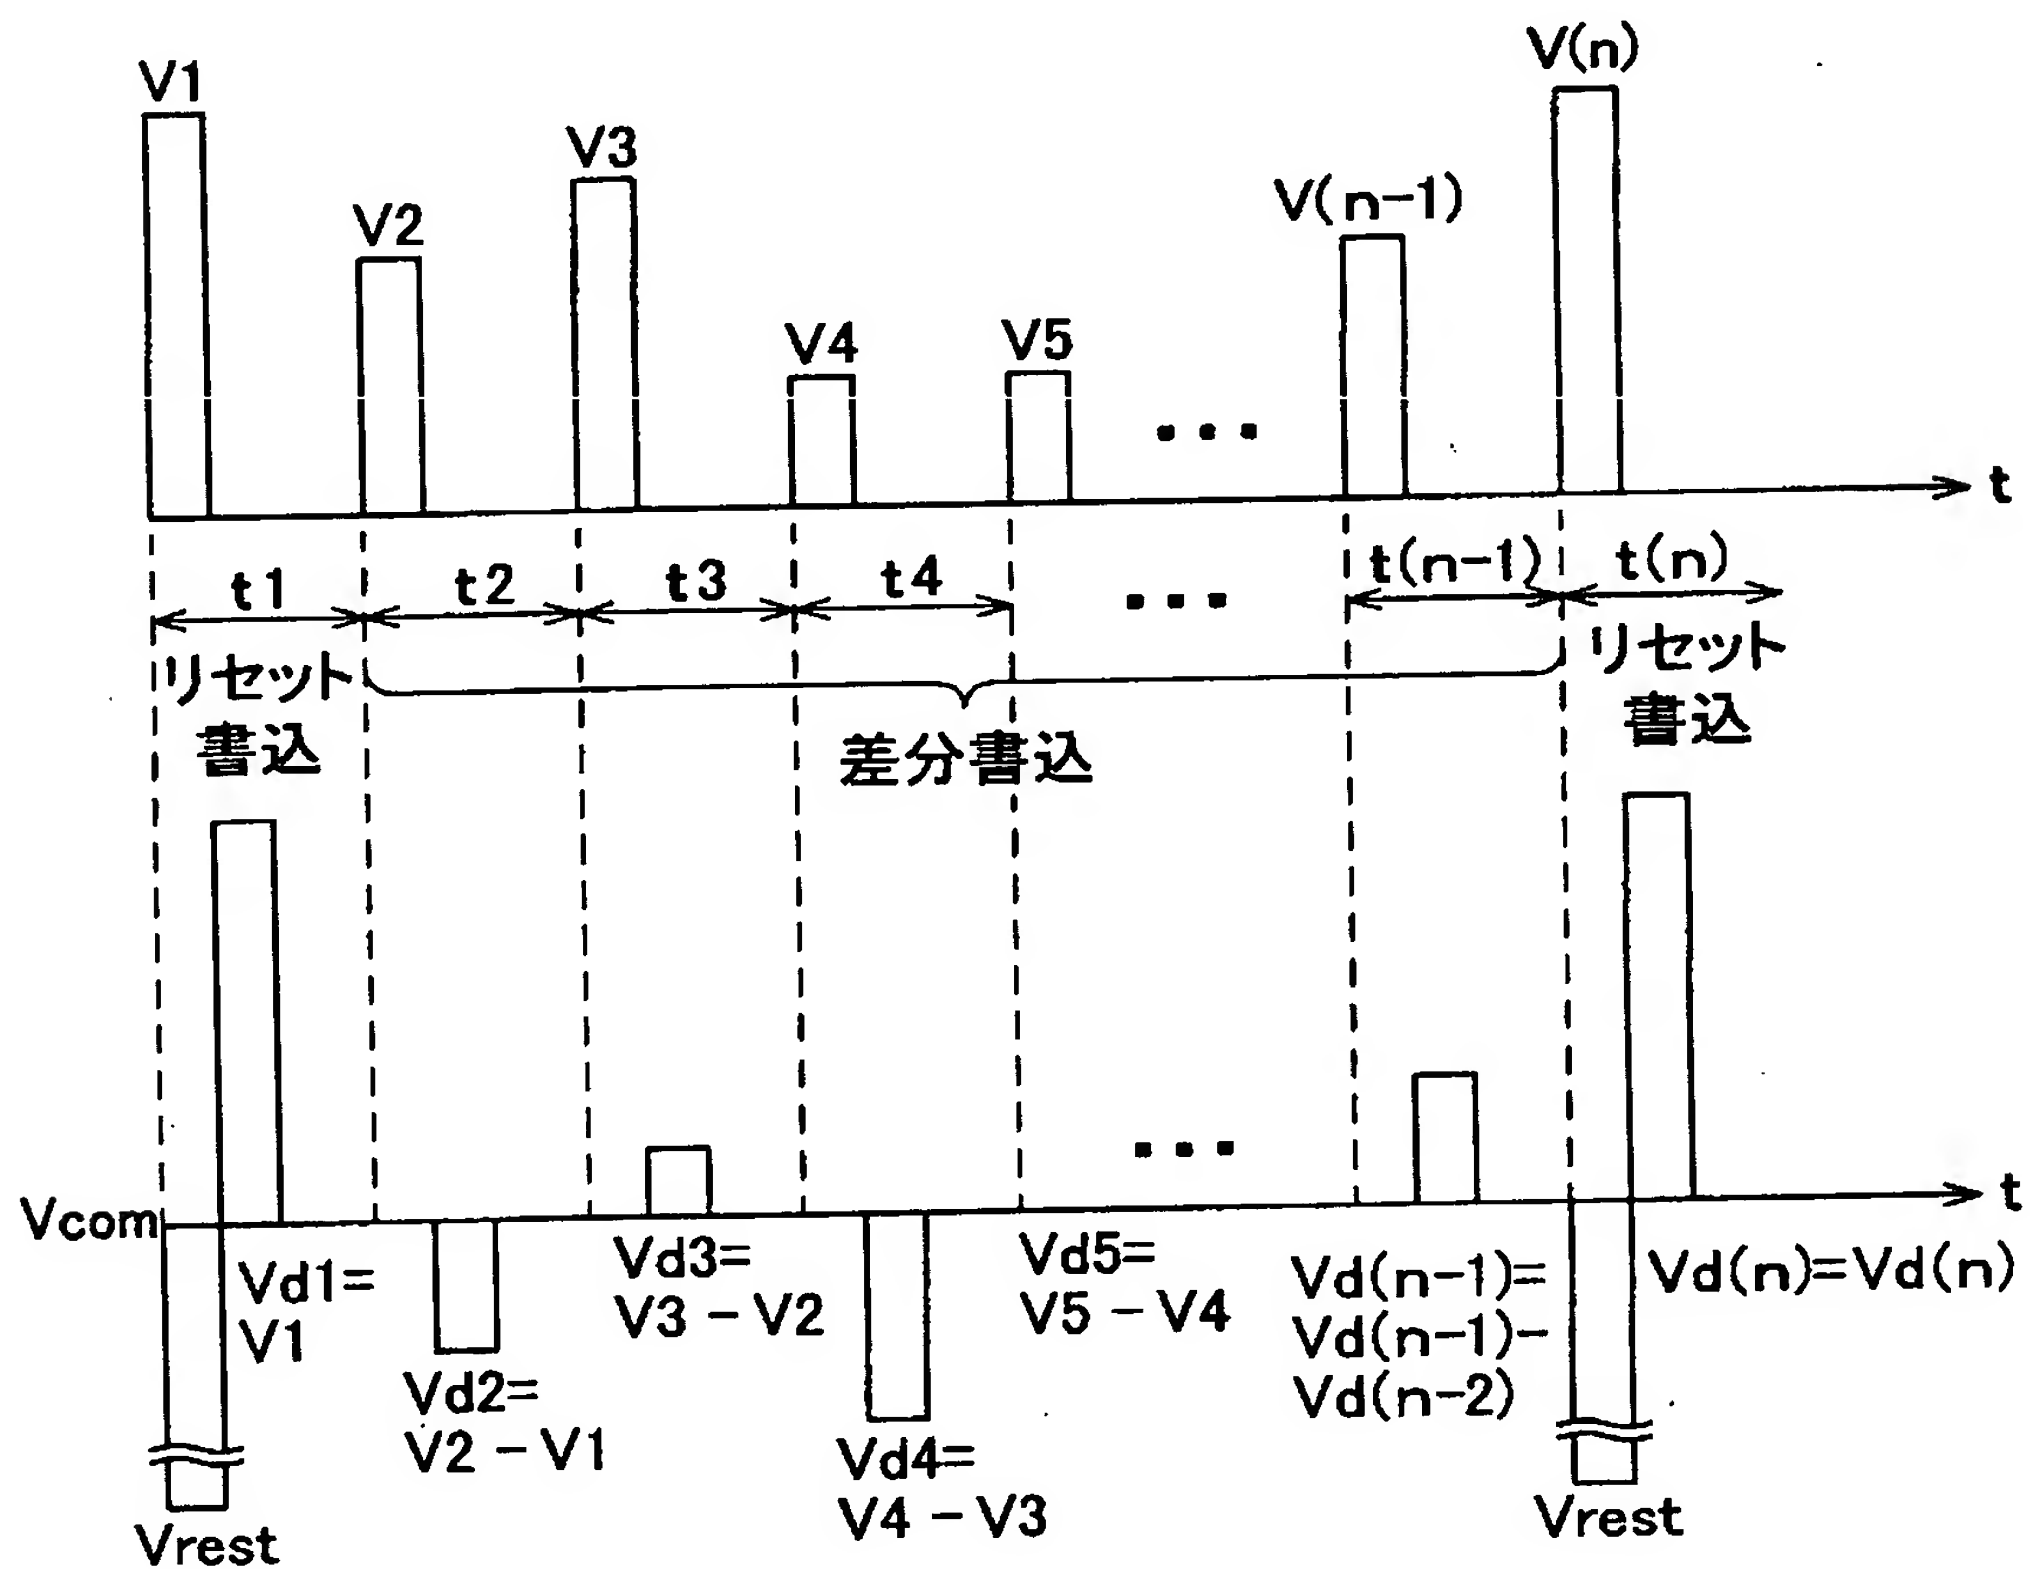 V1
V2
V3
V4
V5
V(n-1)
V(n)
t
t1
t2
t3
t4
t(n-1)
t(n)
リセット
書込
差分書込
リセット
書込
Vcom
t
Vd1=
V1
Vd2=
V2-V1
Vd3=
V3-V2
Vd4=
V4-V3
Vd5=
V5-V4
Vd(n-1)=
Vd(n-1)-
Vd(n-2)
Vd(n)=Vd(n)
Vrest
Vrest